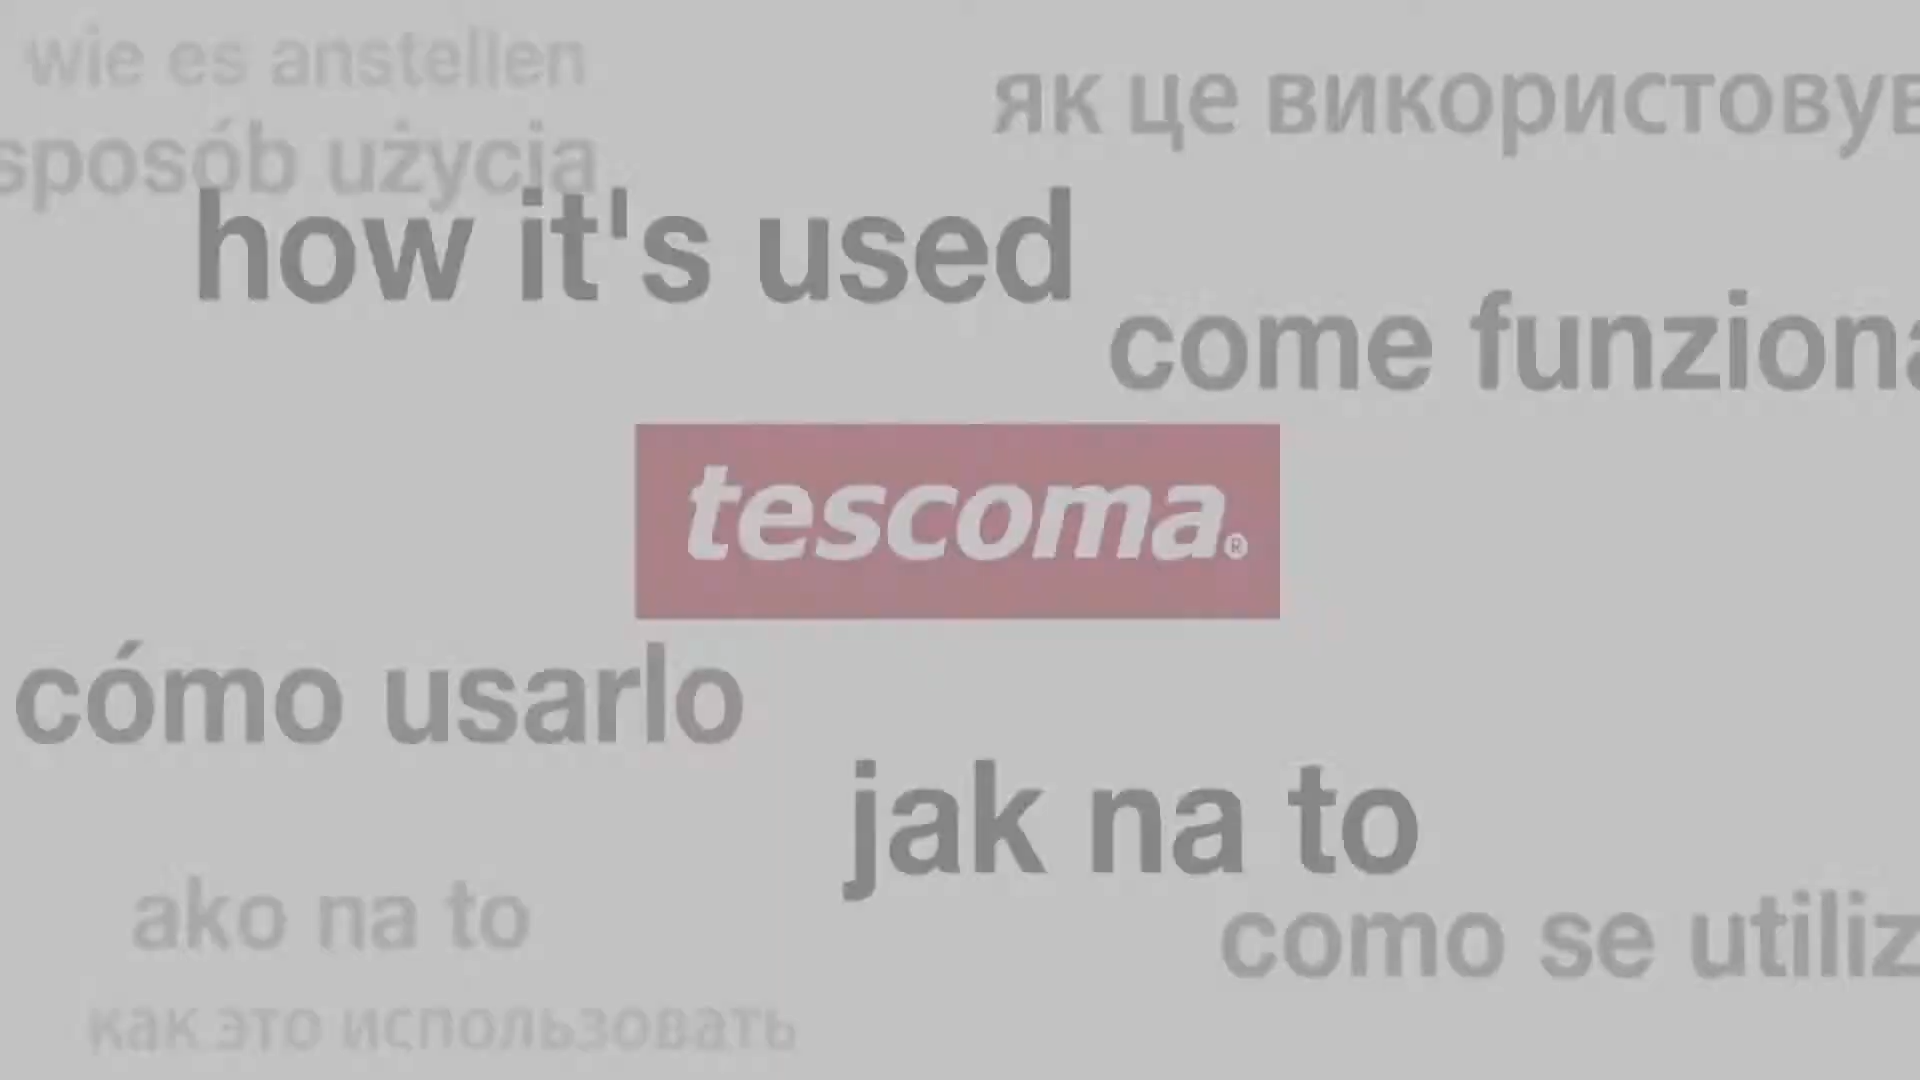 wie es anstellen
як це використовув
sposób użycia
how it's used
come funziona
tescoma.®
cómo usarlo
jak na to
ako na to
como se utiliz
как это использовать